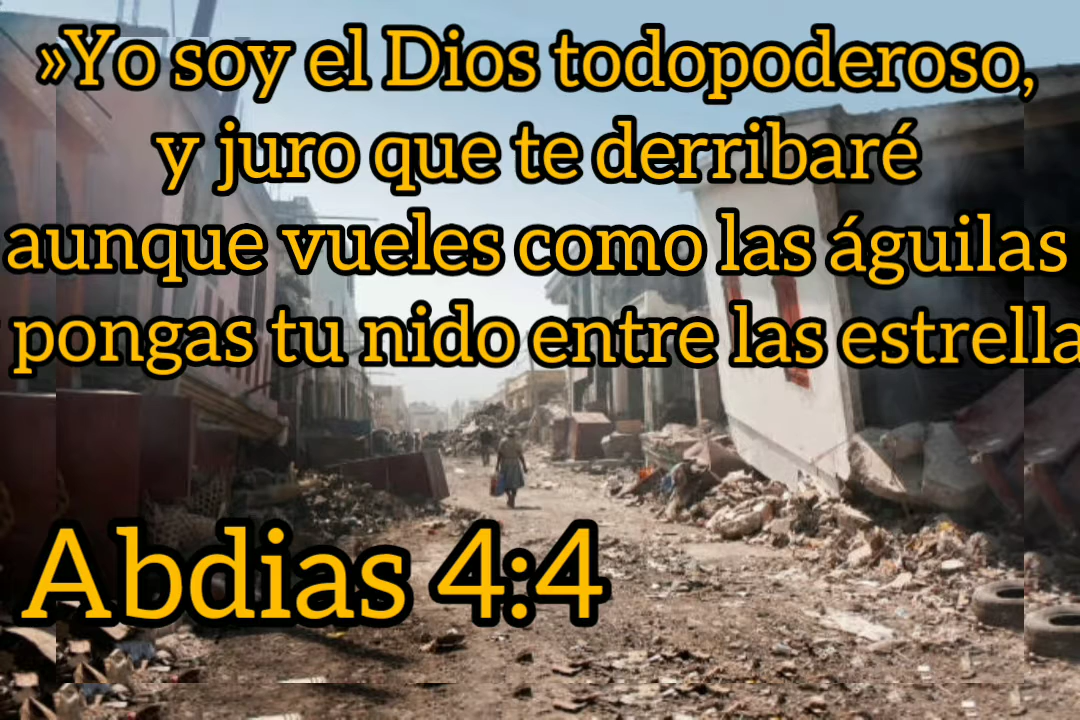 »Yo soy el Dios todopoderoso,
y juro que te derribaré
aunque vueles como las águilas
pongas tu nido entre las estrella
Abdias 4:4